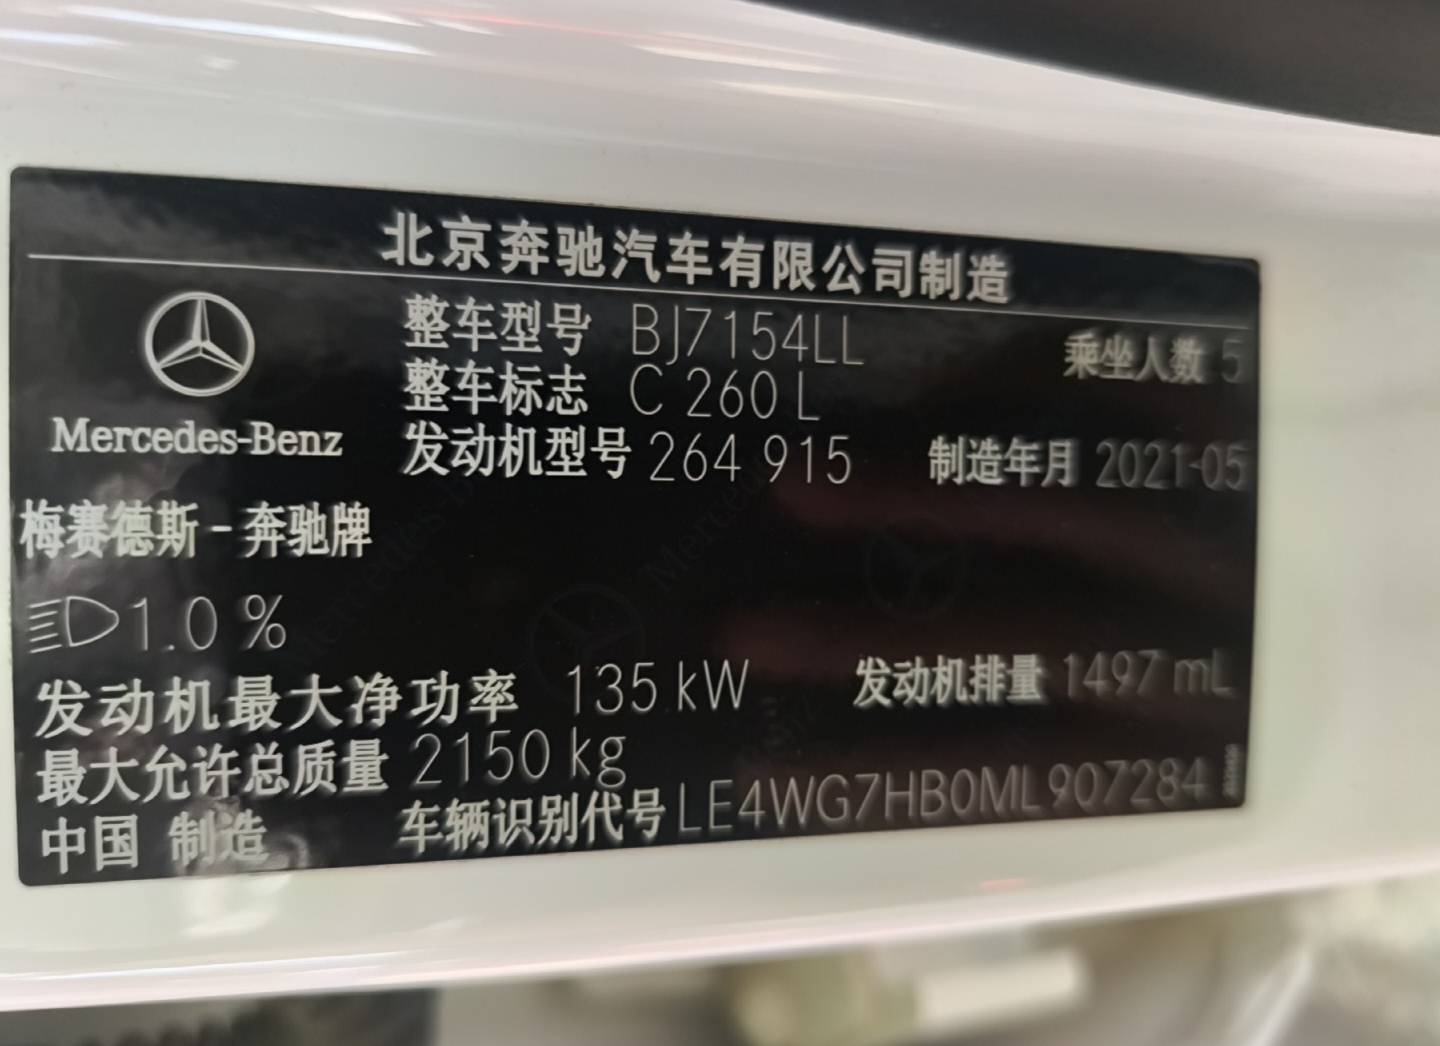 北京奔驰汽车有限公司制造
Mercedes-Benz
整车型号 BJ7154LL 乘坐人数 5
整车标志 C 260 L
发动机型号 264 915 制造年月 2021-05
梅赛德斯-奔驰牌
1.0 %
发动机最大净功率 135 kW 发动机排量 1497 mL
最大允许总质量 2150 kg
中国 制造 车辆识别代号 LE4WG7HB0ML907284